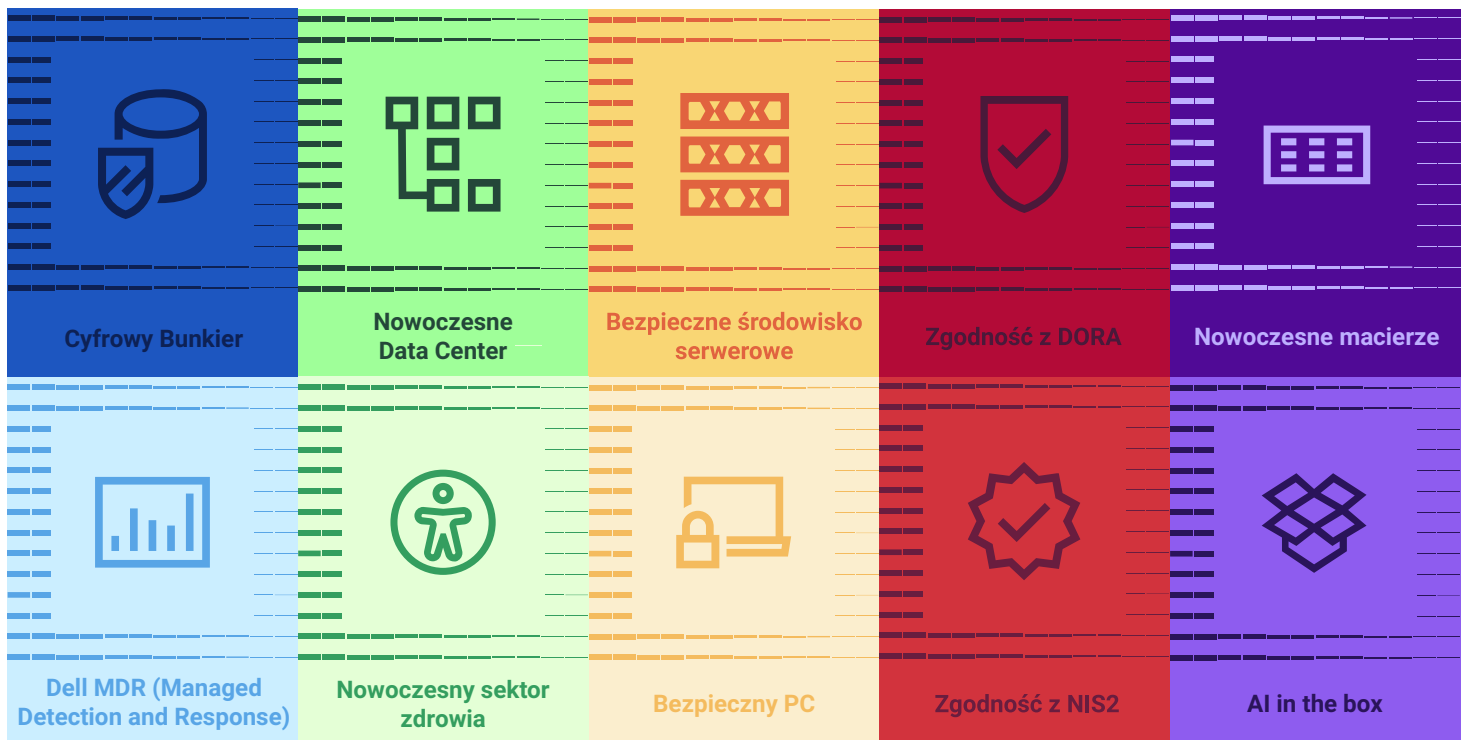 Cyfrowy Bunkier
Nowoczesne
Data Center
Bezpieczne środowisko
serwerowe
Zgodność z DORA
Nowoczesne macierze
Dell MDR (Managed
Detection and Response)
Nowoczesny sektor
zdrowia
Bezpieczny PC
Zgodność z NIS2
AI in the box